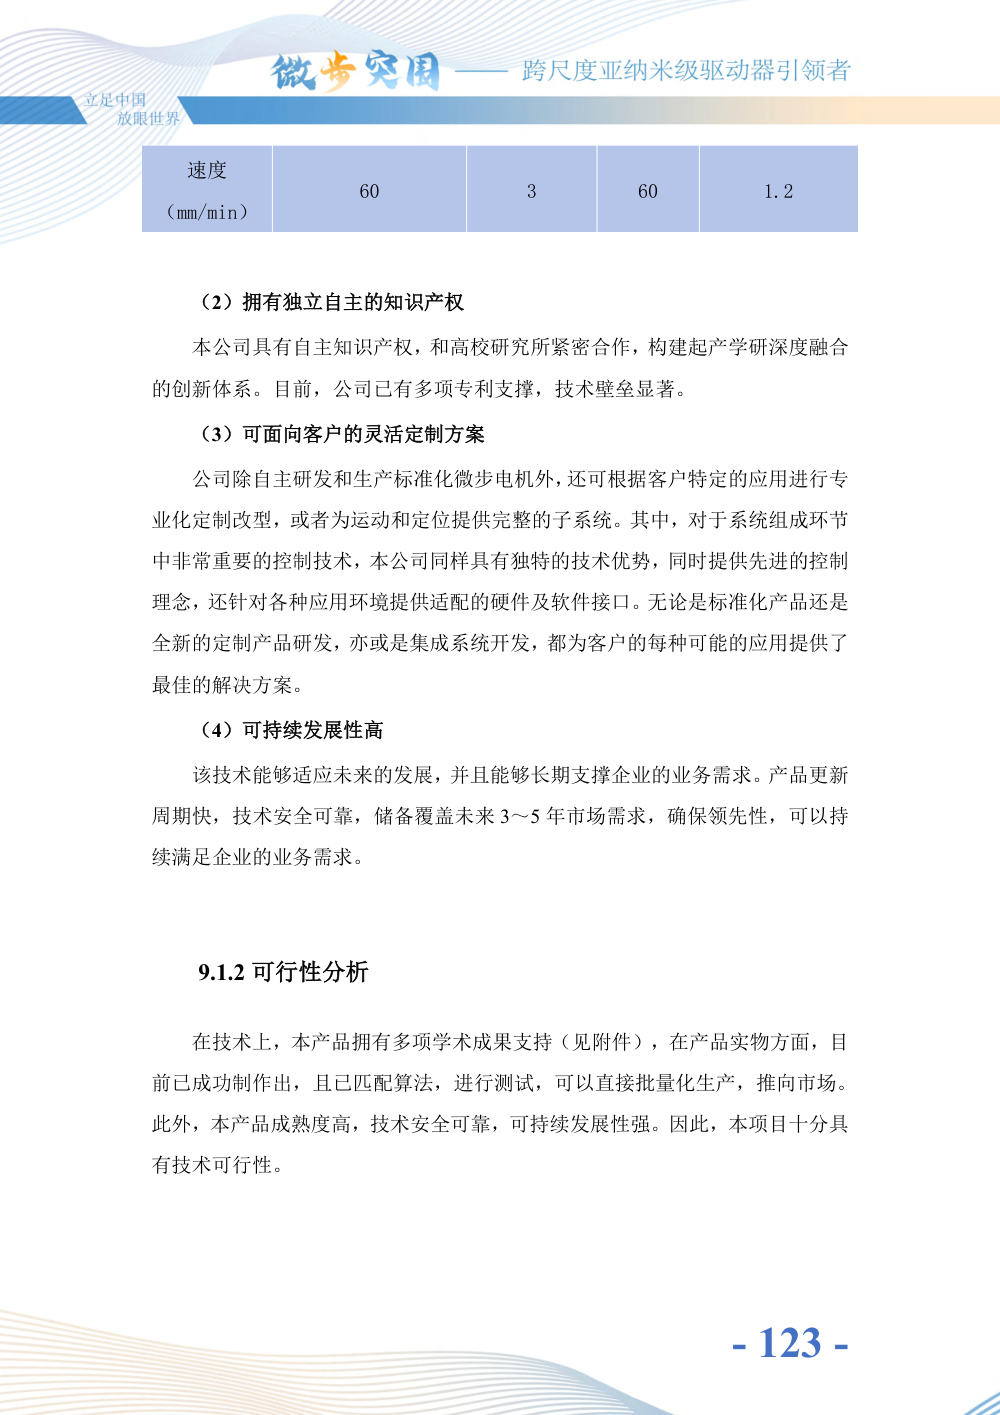 微步突围 —— 跨尺度亚纳米级驱动器引领者
立足中国
放眼世界
速度
（mm/min）
60
3
60
1.2
（2）拥有独立自主的知识产权
本公司具有自主知识产权，和高校研究所紧密合作，构建起产学研深度融合
的创新体系。目前，公司已有多项专利支撑，技术壁垒显著。
（3）可面向客户的灵活定制方案
公司除自主研发和生产标准化微步电机外，还可根据客户特定的应用进行专
业化定制改型，或者为运动和定位提供完整的子系统。其中，对于系统组成环节
中非常重要的控制技术，本公司同样具有独特的技术优势，同时提供先进的控制
理念，还针对各种应用环境提供适配的硬件及软件接口。无论是标准化产品还是
全新的定制产品研发，亦或是集成系统开发，都为客户的每种可能的应用提供了
最佳的解决方案。
（4）可持续发展性高
该技术能够适应未来的发展，并且能够长期支撑企业的业务需求。产品更新
周期快，技术安全可靠，储备覆盖未来 3～5 年市场需求，确保领先性，可以持
续满足企业的业务需求。
9.1.2 可行性分析
在技术上，本产品拥有多项学术成果支持（见附件），在产品实物方面，目
前已成功制作出，且已匹配算法，进行测试，可以直接批量化生产，推向市场。
此外，本产品成熟度高，技术安全可靠，可持续发展性强。因此，本项目十分具
有技术可行性。
- 123 -